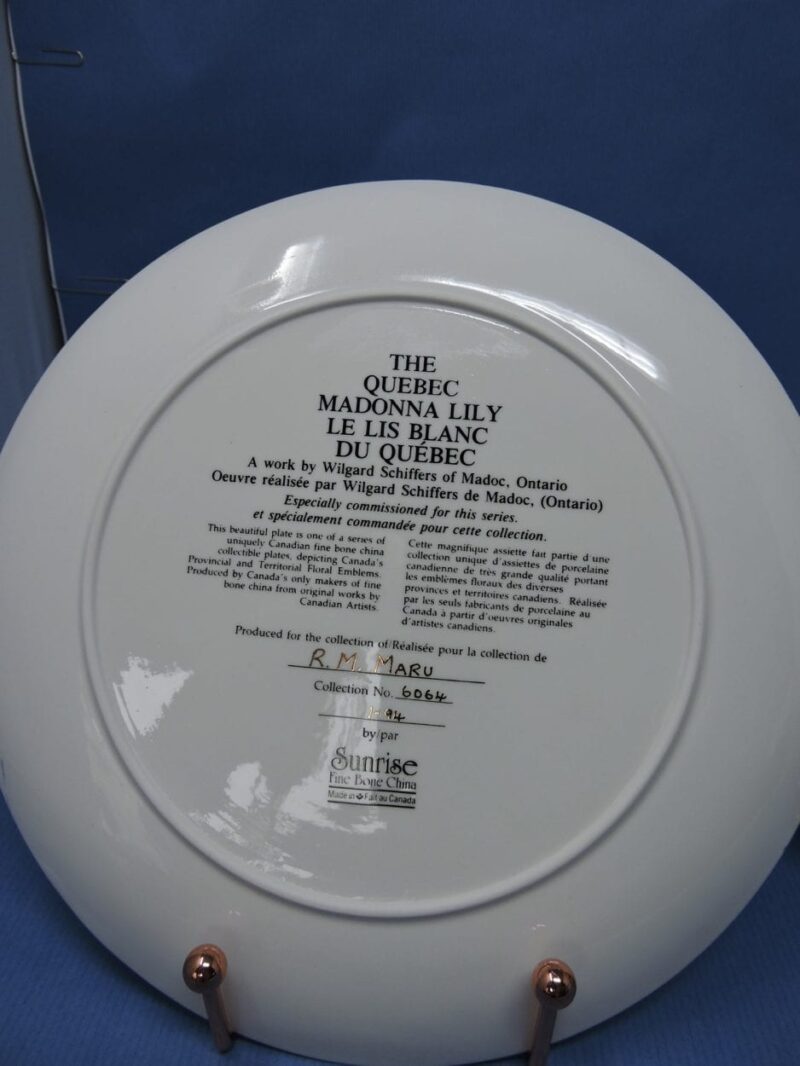 THE
QUEBEC
MADONNA LILY
LE LIS BLANC
DU QUÉBEC
A work by Wilgard Schiffers of Madoc, Ontario
Oeuvre réalisée par Wilgard Schiffers de Madoc, (Ontario)
Especially commissioned for this series.
et spécialement commandée pour cette collection.
This beautiful plate is one of a series of
uniquely Canadian fine bone china
collectible plates, depicting Canada's
Provincial and Territorial Floral Emblems.
Produced by Canada's only makers of fine
bone china from original works by
Canadian Artists.
Cette magnifique assiette fait partie d'une
collection unique d'assiettes de porcelaine
canadienne de très grande qualité portant
les emblèmes floraux des diverses
provinces et territoires canadiens. Réalisée
par les seuls fabricants de porcelaine au
Canada à partir d'oeuvres originales
d'artistes canadiens.
Produced for the collection of/Réalisée pour la collection de
R. M. MARU
Collection No. 6064
1-94
by/par
Sunrise
Fine Bone China
Made in Fait au Canada